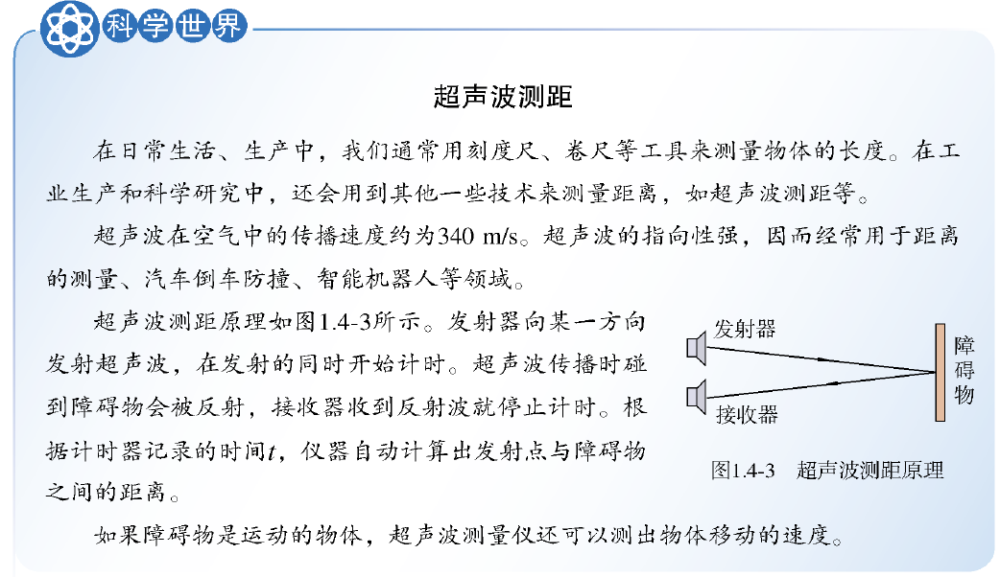 科学世界
超声波测距
在日常生活、生产中，我们通常用刻度尺、卷尺等工具来测量物体的长度。在工
业生产和科学研究中，还会用到其他一些技术来测量距离，如超声波测距等。
超声波在空气中的传播速度约为340 m/s。超声波的指向性强，因而经常用于距离
的测量、汽车倒车防撞、智能机器人等领域。
超声波测距原理如图1.4-3所示。发射器向某一方向
发射超声波，在发射的同时开始计时。超声波传播时碰
到障碍物会被反射，接收器收到反射波就停止计时。根
据计时器记录的时间t，仪器自动计算出发射点与障碍物
之间的距离。
发射器
接收器
障
碍
物
图1.4-3 超声波测距原理
如果障碍物是运动的物体，超声波测量仪还可以测出物体移动的速度。